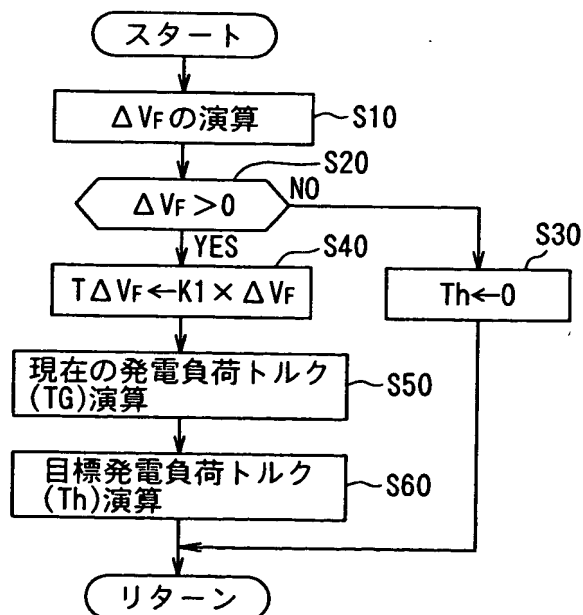 スタート
ΔVFの演算
S10
S20
ΔVF>0
NO
YES
S40
S30
TΔVF←K1×ΔVF
Th←0
現在の発電負荷トルク
(TG)演算
S50
目標発電負荷トルク
(Th)演算
S60
リターン